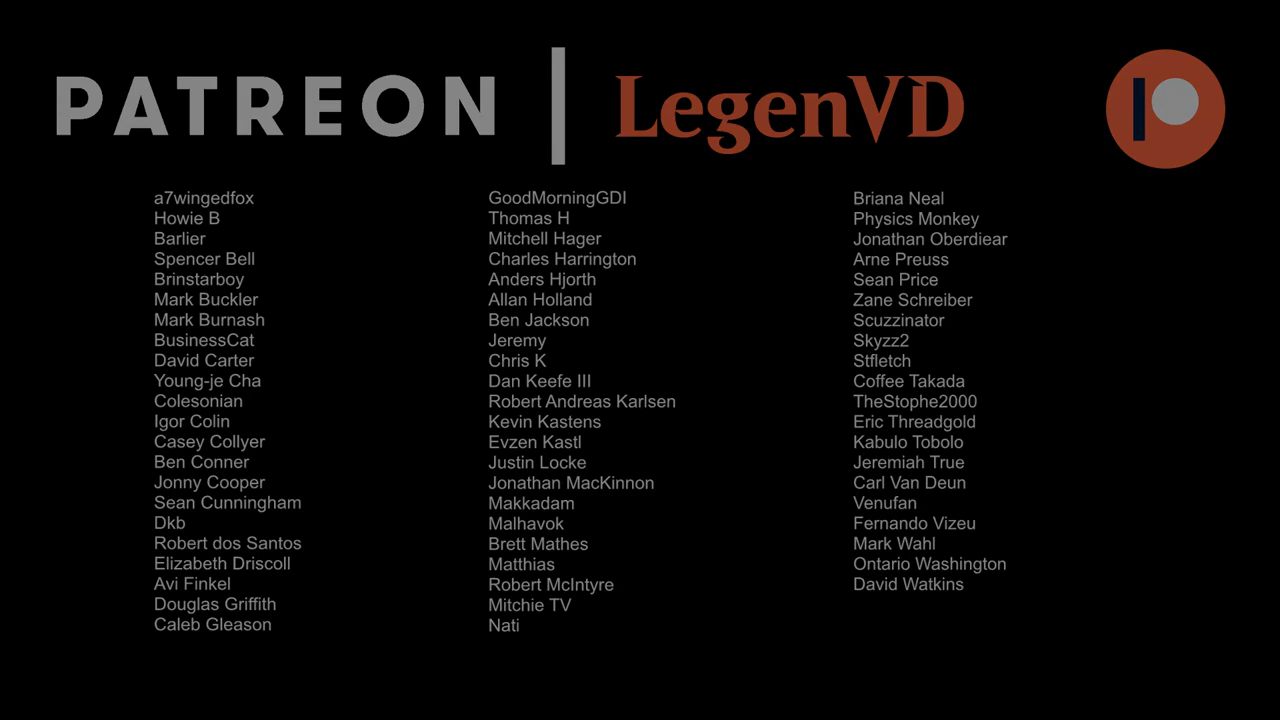 PATREON | LegenVD
a7wingedfox
Howie B
Barlier
Spencer Bell
Brinstarboy
Mark Buckler
Mark Burnash
BusinessCat
David Carter
Young-je Cha
Colesonian
Igor Colin
Casey Collyer
Ben Conner
Jonny Cooper
Sean Cunningham
Dkb
Robert dos Santos
Elizabeth Driscoll
Avi Finkel
Douglas Griffith
Caleb Gleason
GoodMorningGDI
Thomas H
Mitchell Hager
Charles Harrington
Anders Hjorth
Allan Holland
Ben Jackson
Jeremy
Chris K
Dan Keefe III
Robert Andreas Karlsen
Kevin Kastens
Evzen Kastl
Justin Locke
Jonathan MacKinnon
Makkadam
Malhavok
Brett Mathes
Matthias
Robert McIntyre
Mitchie TV
Nati
Briana Neal
Physics Monkey
Jonathan Oberdiear
Arne Preuss
Sean Price
Zane Schreiber
Scuzzinator
Skyzz2
Stfletch
Coffee Takada
TheStophe2000
Eric Threadgold
Kabulo Tobolo
Jeremiah True
Carl Van Deun
Venufan
Fernando Vizeu
Mark Wahl
Ontario Washington
David Watkins